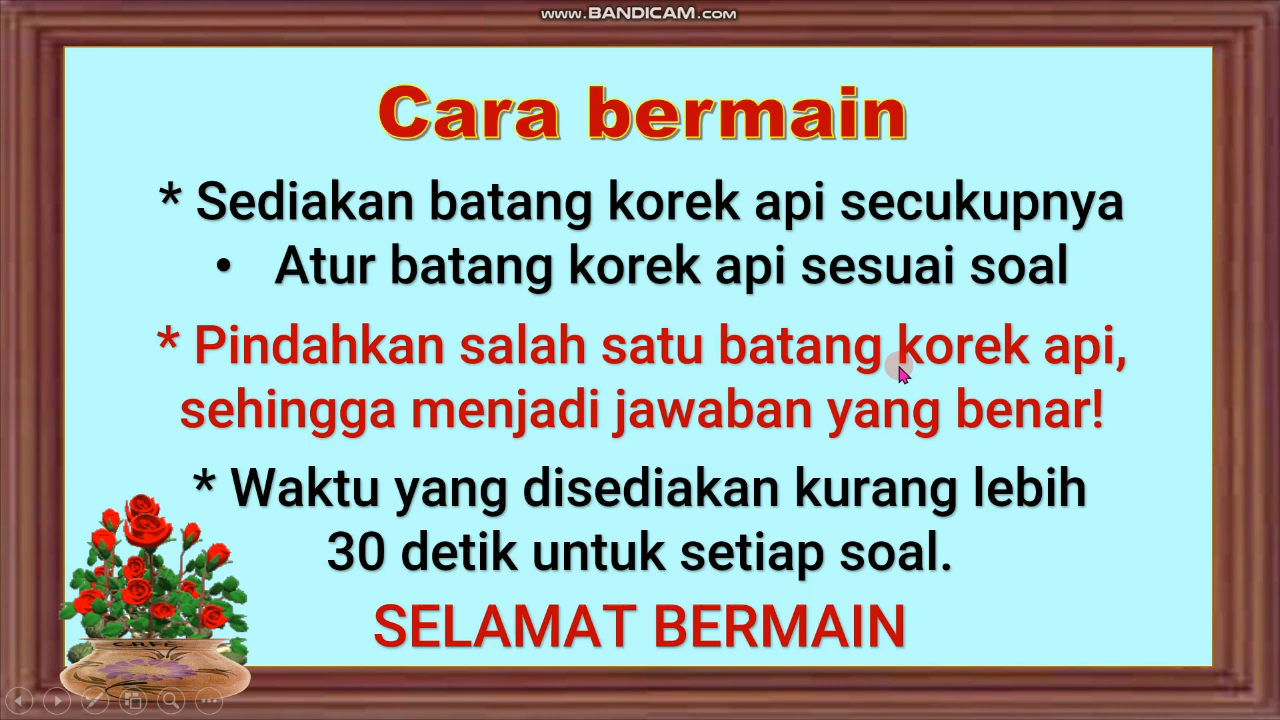 www.BANDICAM.com
Cara bermain
* Sediakan batang korek api secukupnya
• Atur batang korek api sesuai soal
* Pindahkan salah satu batang korek api,
sehingga menjadi jawaban yang benar!
* Waktu yang disediakan kurang lebih
30 detik untuk setiap soal.
SELAMAT BERMAIN
CAFE